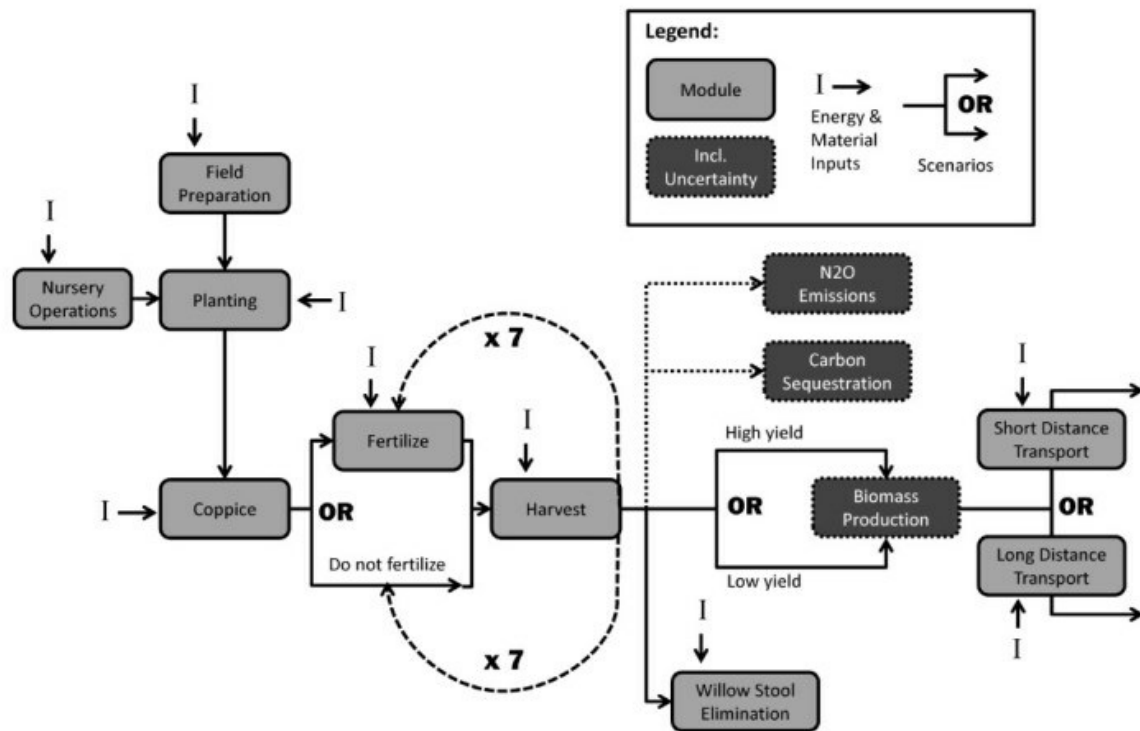 Legend:
Module
Incl.
Uncertainty
I
Energy &
Material
Inputs
OR
Scenarios
I
Field
Preparation
I
Nursery
Operations
Planting
I
I
Coppice
OR
I
Fertilize
Do not fertilize
x 7
x 7
I
Harvest
N2O
Emissions
Carbon
Sequestration
High yield
OR
Low yield
Biomass
Production
I
Short Distance
Transport
OR
Long Distance
Transport
I
I
Willow Stool
Elimination